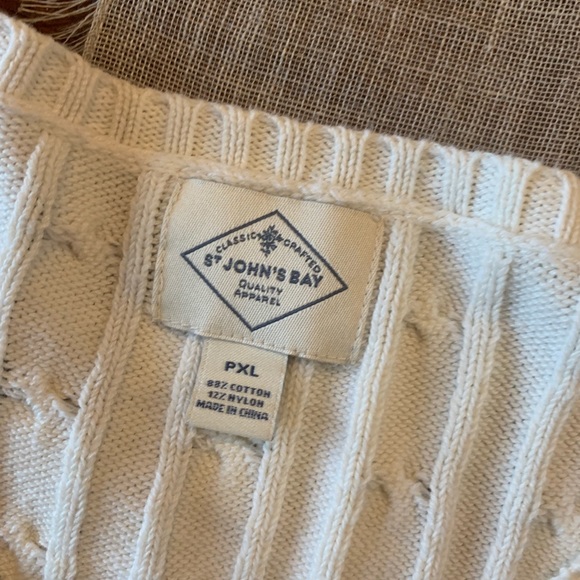 CLASSIC CRAFTED
ST JOHN'S BAY
QUALITY
APPAREL
PXL
88% COTTON
12% NYLON
MADE IN CHINA